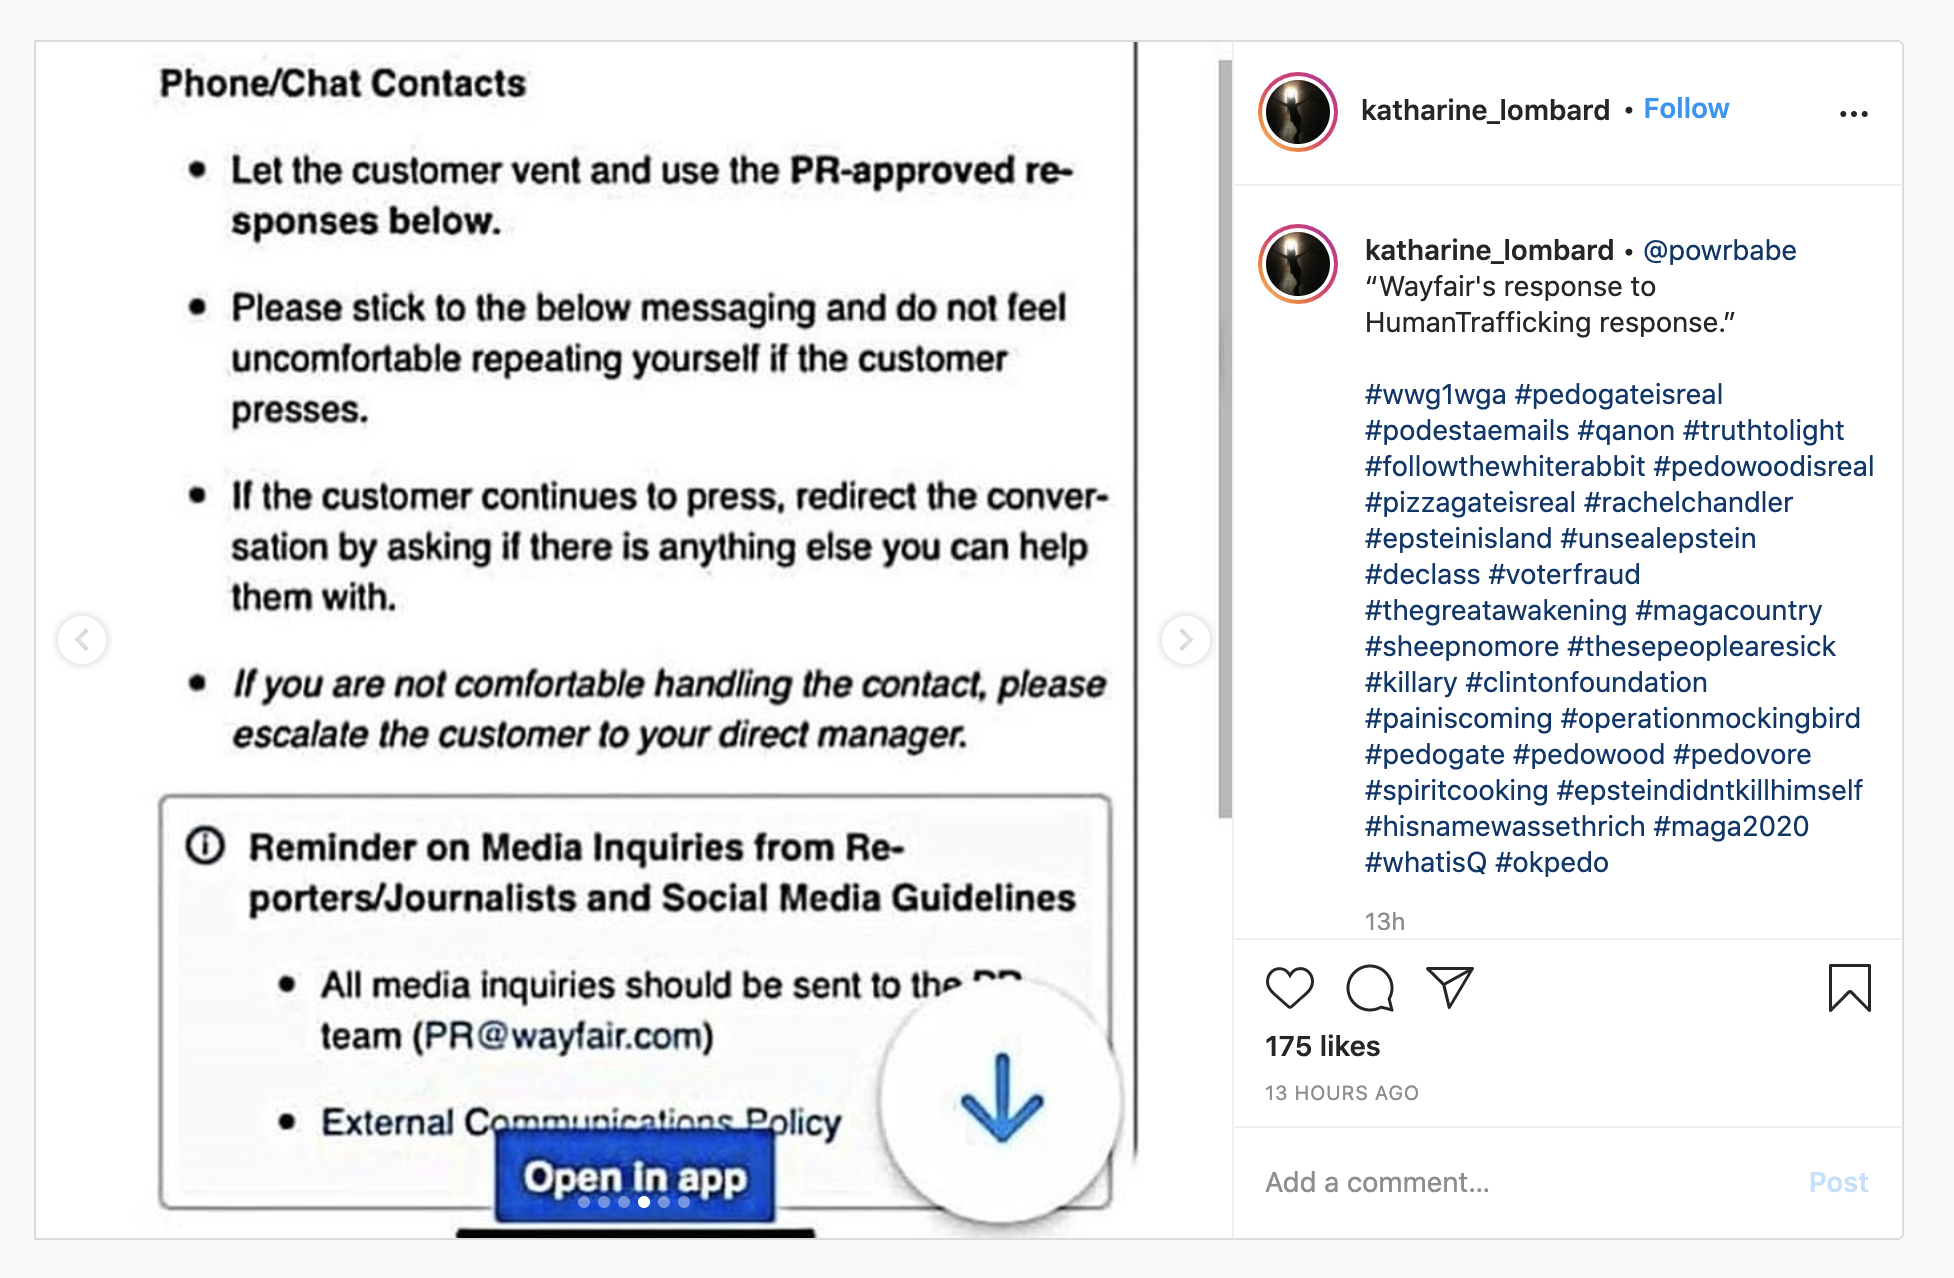 Phone/Chat Contacts
Let the customer vent and use the PR-approved re-
sponses below.
Please stick to the below messaging and do not feel
uncomfortable repeating yourself if the customer
presses.
If the customer continues to press, redirect the conver-
sation by asking if there is anything else you can help
them with.
If you are not comfortable handling the contact, please
escalate the customer to your direct manager.
Reminder on Media Inquiries from Re-
porters/Journalists and Social Media Guidelines
All media inquiries should be sent to the PR
team (PR@wayfair.com)
External Communications Policy
Open in app
katharine_lombard • Follow
katharine_lombard • @powrbabe
“Wayfair's response to
HumanTrafficking response.”
#wwg1wga #pedogateisreal
#podestaemails #qanon #truthtolight
#followthewhiterabbit #pedowoodisreal
#pizzagateisreal #rachelchandler
#epsteinisland #unsealepstein
#declass #voterfraud
#thegreatawakening #magacountry
#sheepnomore #thesepeoplearesick
#killary #clintonfoundation
#painiscoming #operationmockingbird
#pedogate #pedowood #pedovore
#spiritcooking #epsteindidntkillhimself
#hisnamewassethrich #maga2020
#whatisQ #okpedo
13h
175 likes
13 HOURS AGO
Add a comment...
Post